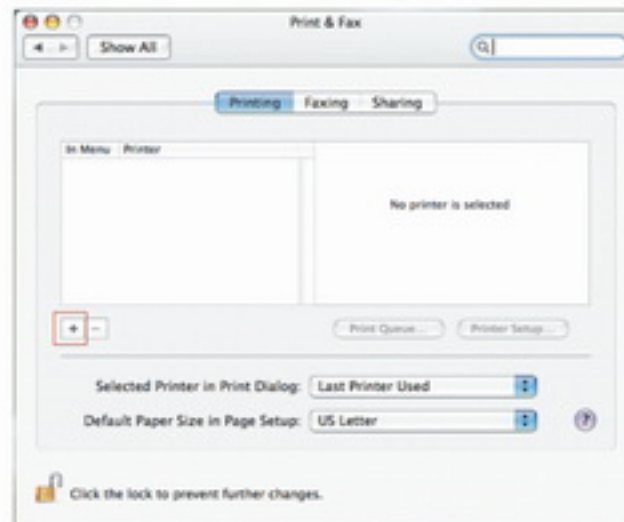 Print & Fax
Show All
Printing Faxing Sharing
In Menu Printer
No printer is selected
+ −
Print Queue... Printer Setup...
Selected Printer in Print Dialog: Last Printer Used
Default Paper Size in Page Setup: US Letter ?
Click the lock to prevent further changes.